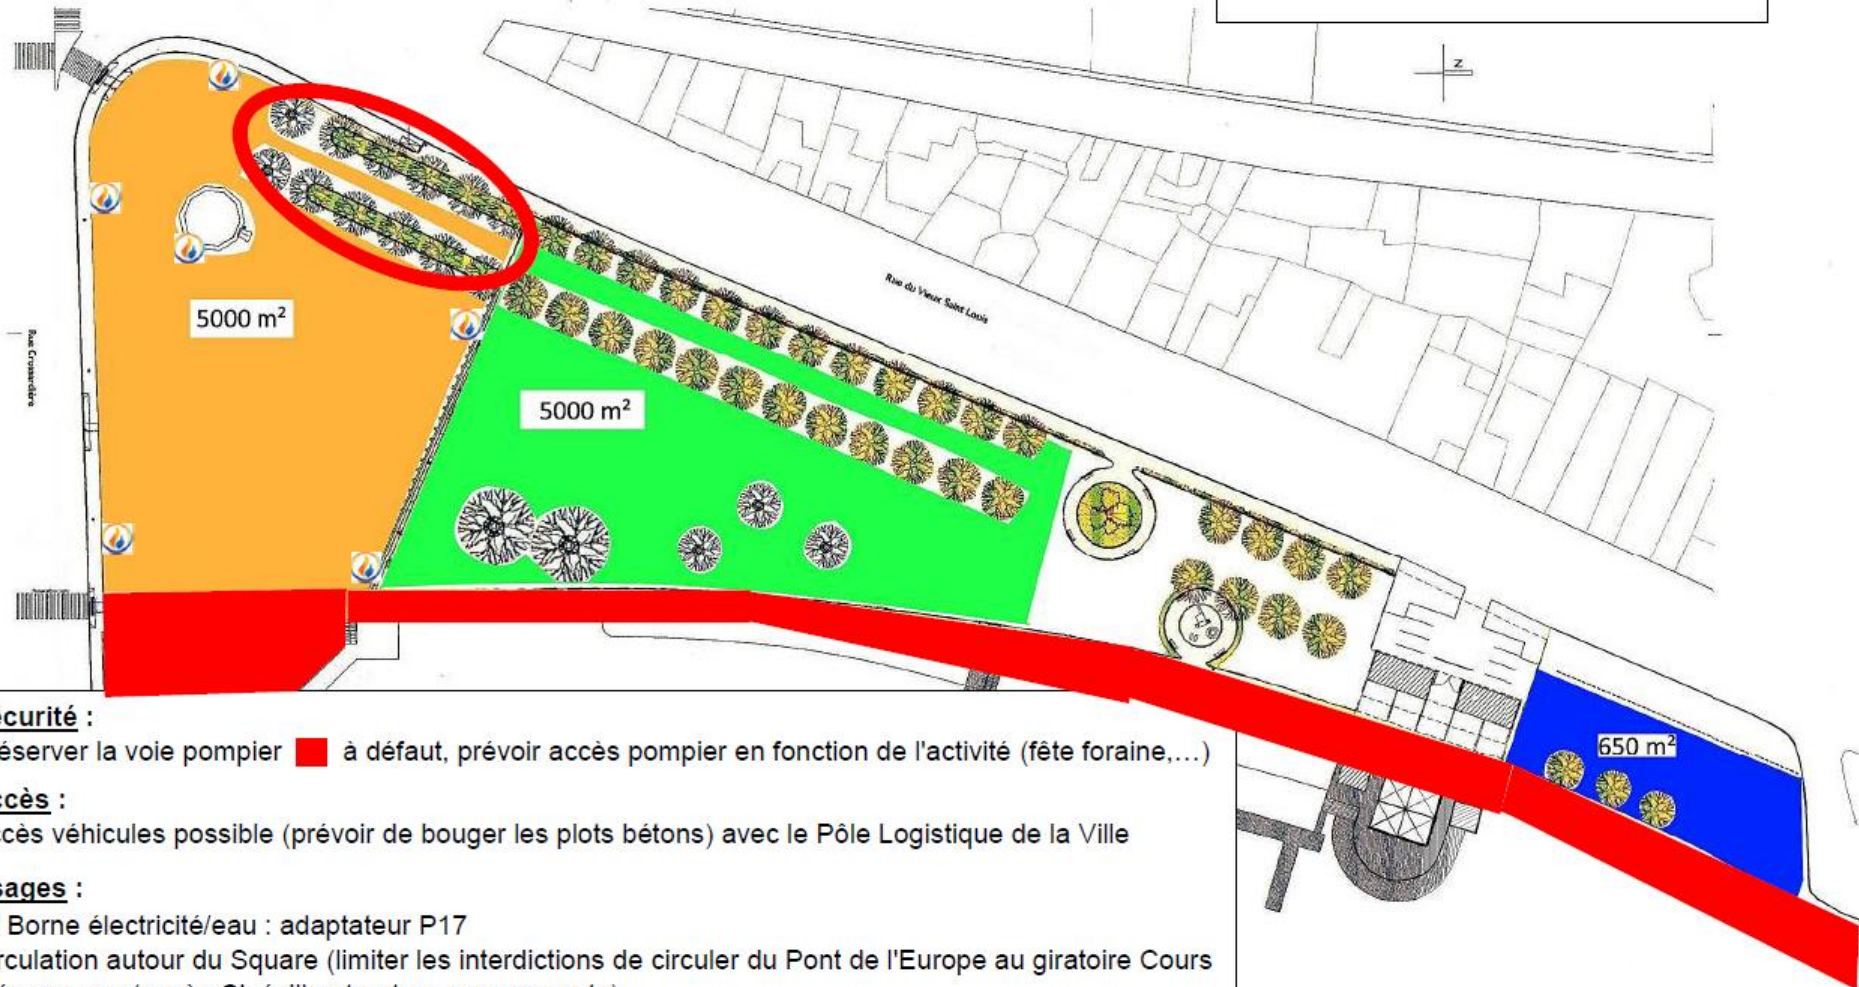 z
Rue du Vieux Saint Louis
5000 m²
Rue Crossardière
5000 m²
650 m²
écurité :
éserver la voie pompier à défaut, prévoir accès pompier en fonction de l'activité (fête foraine,…)
ccès :
ccès véhicules possible (prévoir de bouger les plots bétons) avec le Pôle Logistique de la Ville
sages :
Borne électricité/eau : adaptateur P17
rculation autour du Square (limiter les interdictions de circuler du Pont de l'Europe au giratoire Cours